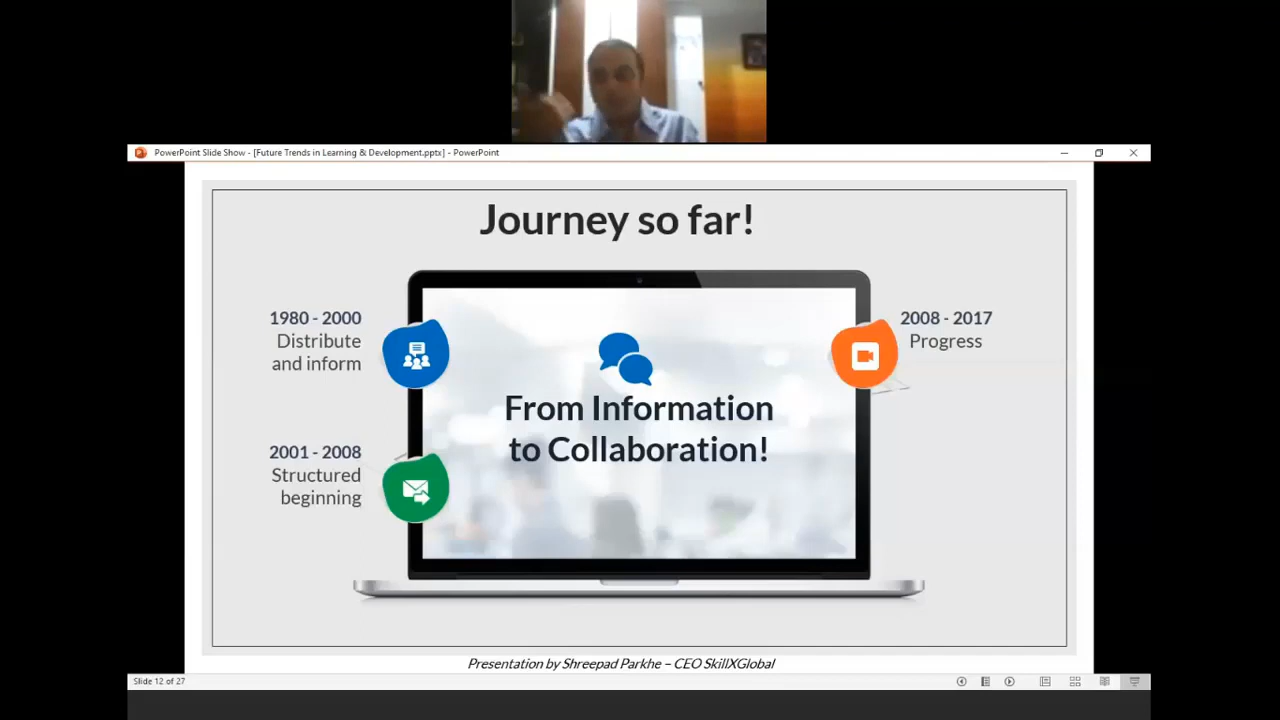 PowerPoint Slide Show - [Future Trends in Learning & Development.pptx] - PowerPoint
Journey so far!
1980 - 2000
Distribute
and inform
2001 - 2008
Structured
beginning
From Information
to Collaboration!
2008 - 2017
Progress
Presentation by Shreepad Parkhe – CEO SkillXGlobal
Slide 12 of 27